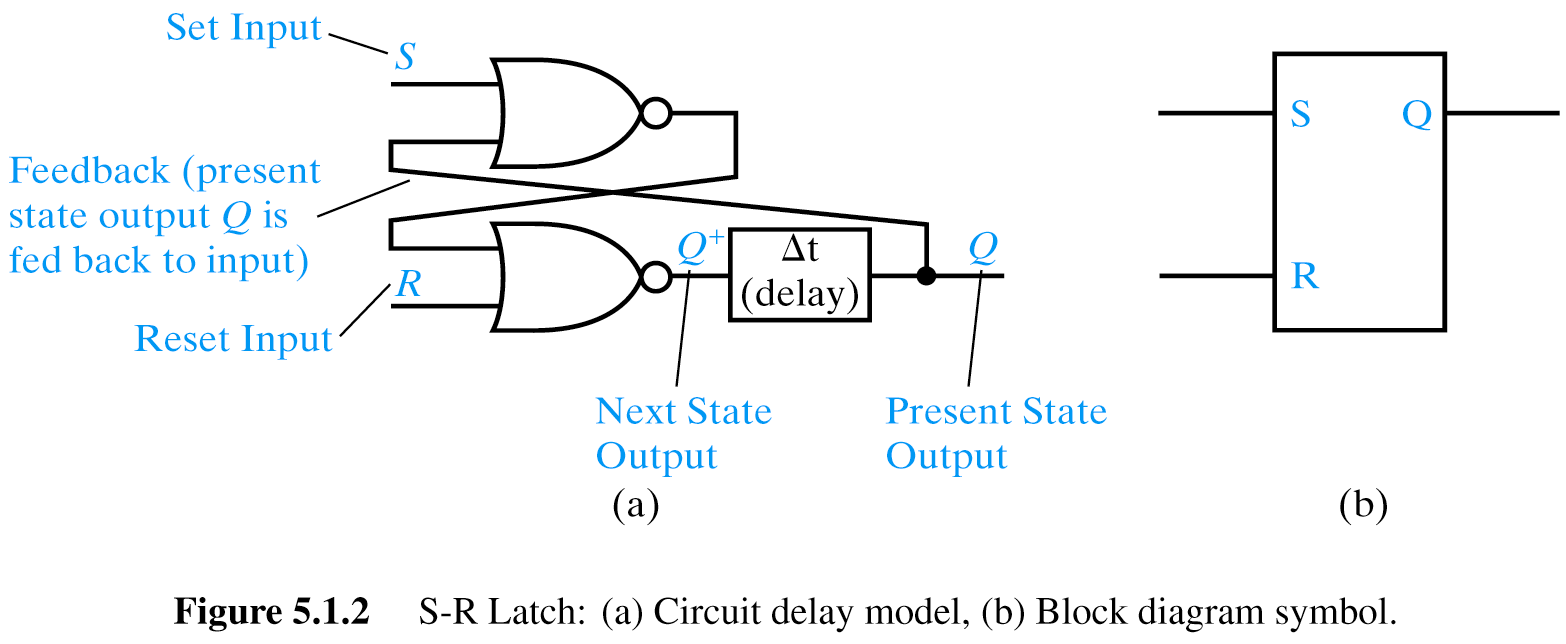 Set Input
S
Feedback (present
state output Q is
fed back to input)
R
Reset Input
Q+
Δt
(delay)
Q
Next State
Output
Present State
Output
(a)
S
Q
R
(b)
Figure 5.1.2 S-R Latch: (a) Circuit delay model, (b) Block diagram symbol.